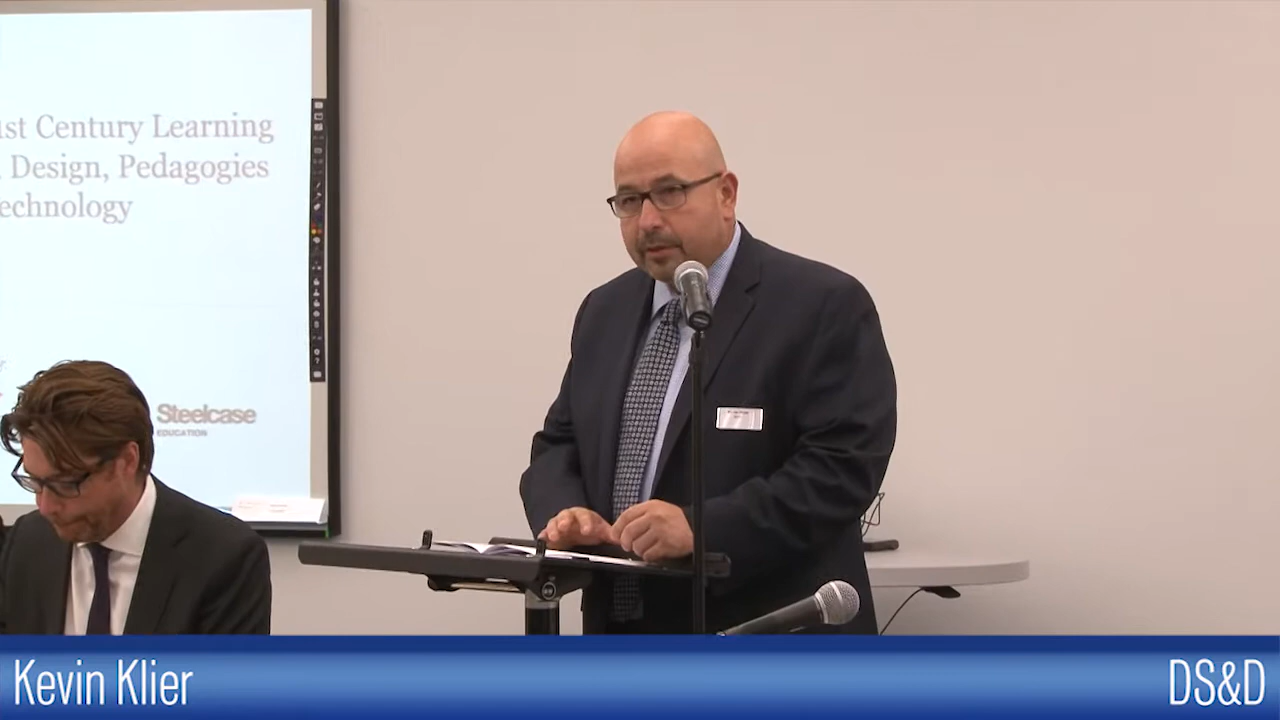 1st Century Learning
, Design, Pedagogies
echnology
Steelcase
EDUCATION
Kevin Klier
DS&D